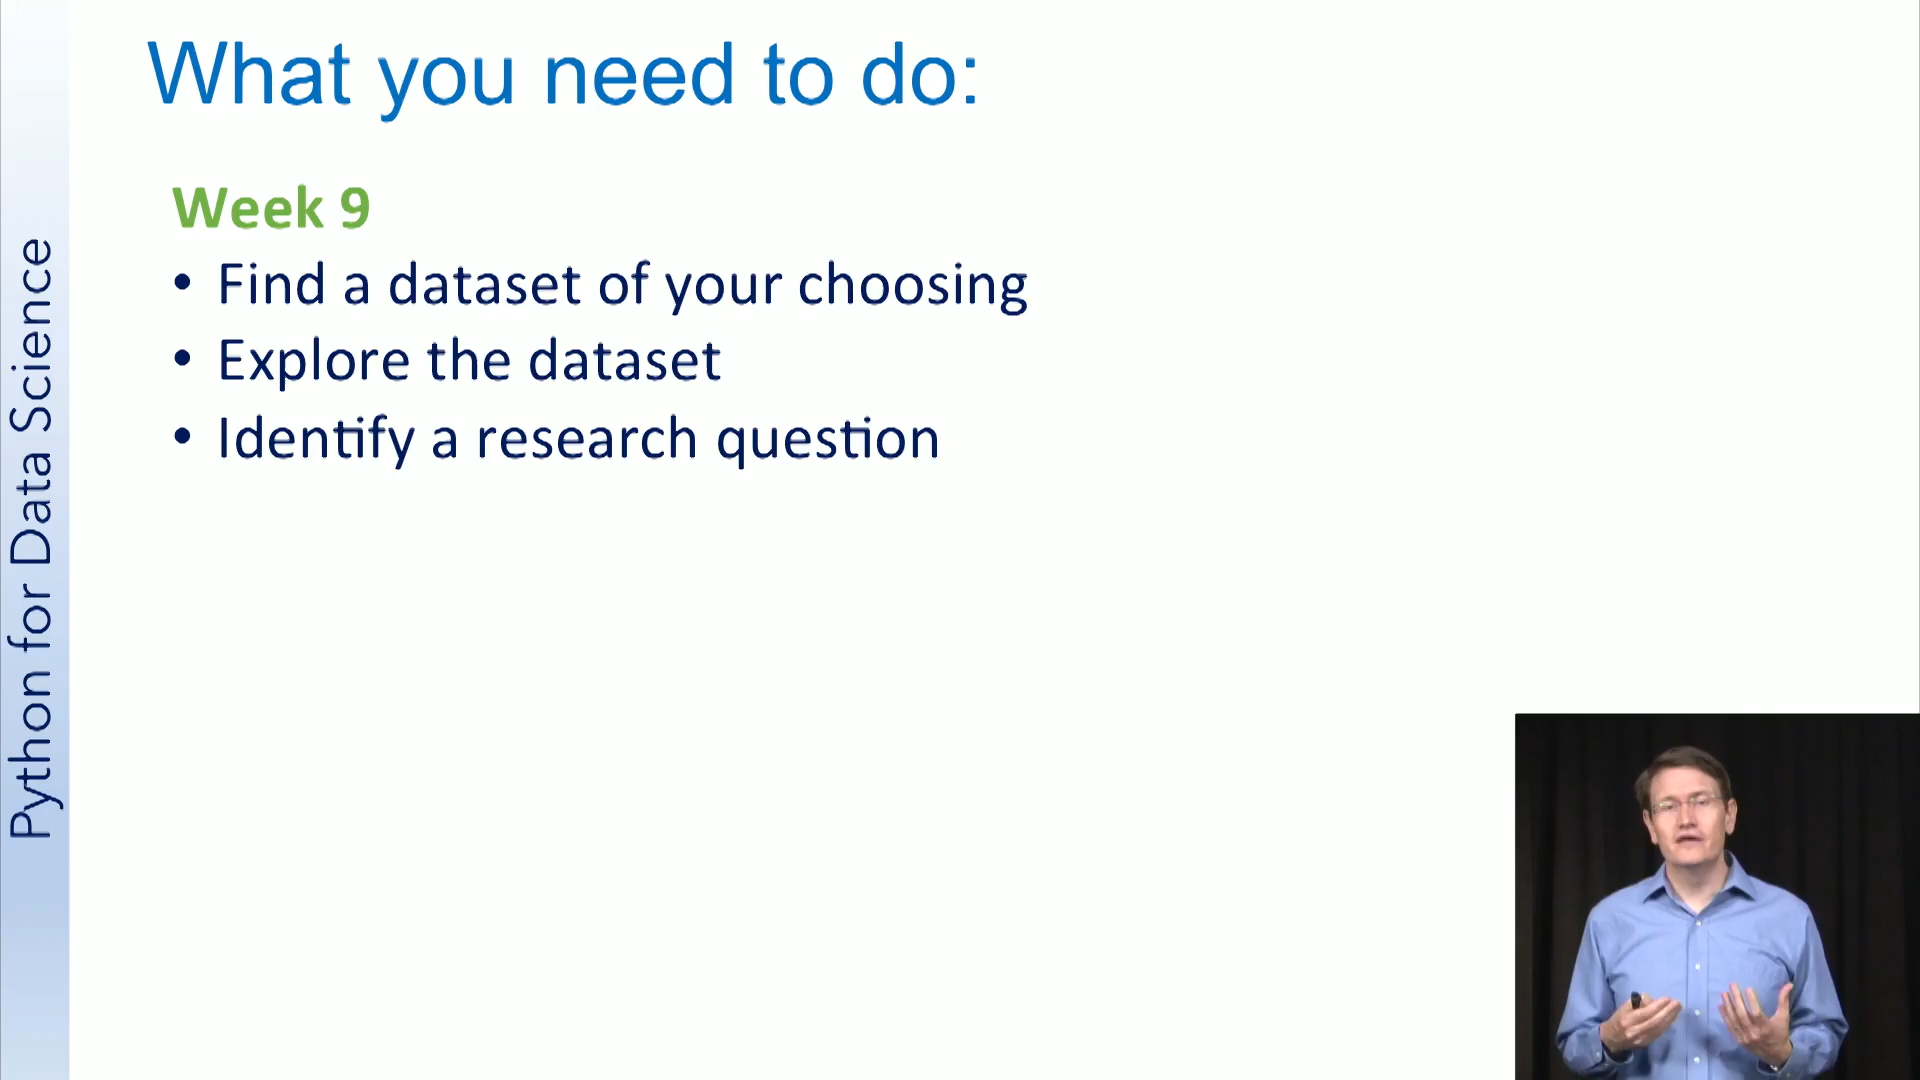 What you need to do:
Week 9
• Find a dataset of your choosing
• Explore the dataset
• Identify a research question
Python for Data Science